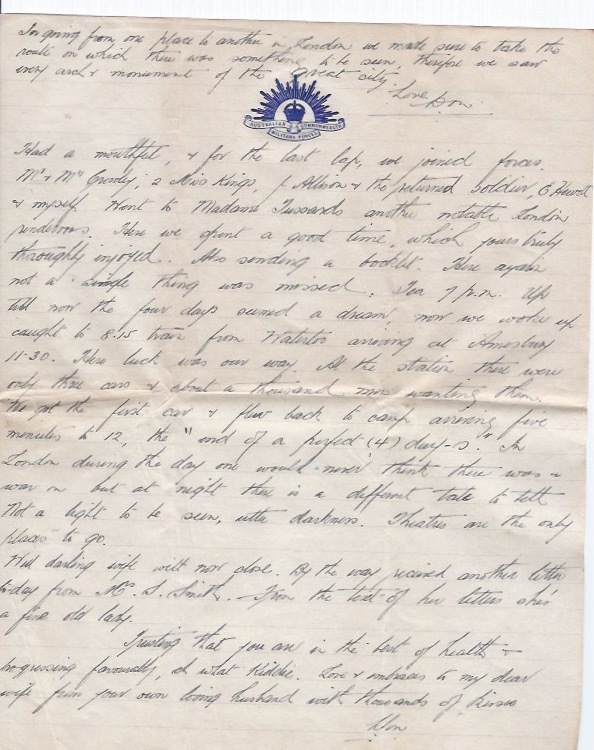 In going from one place to another in London we made sure to take the
route on which there was something to be seen, therefore we saw
every arch & monument of the Great city.
Love Don
AUSTRALIAN COMMONWEALTH
MILITARY FORCES
Had a mouthful, & for the last lap, we joined forces.
Mr & Mrs 2 Miss Kings, Allison & the returned soldier,
& myself. Went to Madame Tussards another notable London
rendevous. Here we spent a good time, which yours truly
thoroughly enjoyed. Also sending a booklet. Here again
not a single thing was missed. Tea 7 p.m. Up
till now the four days seemed a dream, now we woke up
caught to 8.15 train from Waterloo arriving at Amesbury
11-30. Here luck was our way. At the station there were
only three cars & about a thousand men wanting them.
We got the first car & flew back to camp arriving five
minutes to 12, the "end of a perfect (4) day-s". In
London during the day one would never think there was a
war on but at night there is a different tale to tell
Not a light to be seen, utter darkness. Theatres are the only
places to go.
Well darling wife will now close. By the way recieved another letter
to-day from Mrs. S. Smith. From the text of her letters she's
a fine old lady.
Trusting that you are in the best of health &
progressing favourably, eh what Kiddie. Love & embraces to my dear
wife, from your own loving husband with thousands of kisses
Don